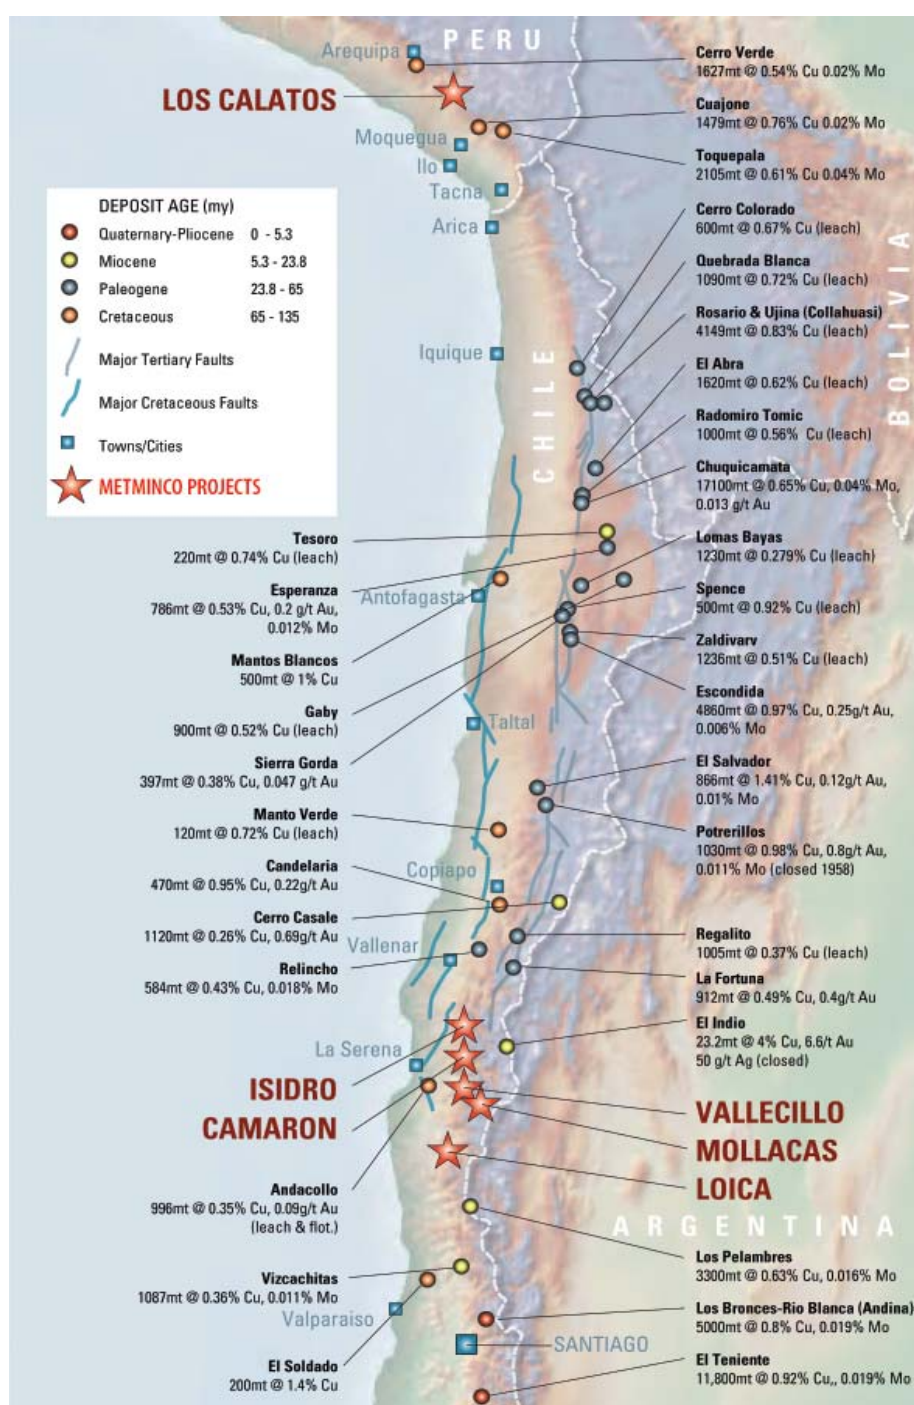 PERU
Arequipa
LOS CALATOS
Moquegua
Ilo
Tacna
Arica
Iquique
CHILE
BOLIVIA
Cerro Verde
1627mt @ 0.54% Cu 0.02% Mo
Cuajone
1479mt @ 0.76% Cu 0.02% Mo
Toquepala
2105mt @ 0.61% Cu 0.04% Mo
Cerro Colorado
600mt @ 0.67% Cu (leach)
Quebrada Blanca
1090mt @ 0.72% Cu (leach)
Rosario & Ujina (Collahuasi)
4149mt @ 0.83% Cu (leach)
El Abra
1620mt @ 0.62% Cu (leach)
Radomiro Tomic
1000mt @ 0.56% Cu (leach)
Chuquicamata
17100mt @ 0.65% Cu, 0.04% Mo,
0.013 g/t Au
Lomas Bayas
1230mt @ 0.279% Cu (leach)
Spence
500mt @ 0.92% Cu (leach)
Zaldivarv
1236mt @ 0.51% Cu (leach)
Escondida
4860mt @ 0.97% Cu, 0.25g/t Au,
0.006% Mo
El Salvador
866mt @ 1.41% Cu, 0.12g/t Au,
0.01% Mo
Potrerillos
1030mt @ 0.98% Cu, 0.8g/t Au,
0.011% Mo (closed 1958)
Regalito
1005mt @ 0.37% Cu (leach)
La Fortuna
912mt @ 0.49% Cu, 0.4g/t Au
El Indio
23.2mt @ 4% Cu, 6.6/t Au
50 g/t Ag (closed)
VALLECILLO
MOLLACAS
LOICA
ARGENTINA
Los Pelambres
3300mt @ 0.63% Cu, 0.016% Mo
Los Bronces-Rio Blanca (Andina)
5000mt @ 0.8% Cu, 0.019% Mo
SANTIAGO
El Teniente
11,800mt @ 0.92% Cu,, 0.019% Mo
DEPOSIT AGE (my)
Quaternary-Pliocene 0 - 5.3
Miocene 5.3 - 23.8
Paleogene 23.8 - 65
Cretaceous 65 - 135
Major Tertiary Faults
Major Cretaceous Faults
Towns/Cities
METMINCO PROJECTS
Tesoro
220mt @ 0.74% Cu (leach)
Esperanza
786mt @ 0.53% Cu, 0.2 g/t Au,
0.012% Mo
Antofagasta
Mantos Blancos
500mt @ 1% Cu
Gaby
900mt @ 0.52% Cu (leach)
Taltal
Sierra Gorda
397mt @ 0.38% Cu, 0.047 g/t Au
Manto Verde
120mt @ 0.72% Cu (leach)
Copiapo
Candelaria
470mt @ 0.95% Cu, 0.22g/t Au
Cerro Casale
1120mt @ 0.26% Cu, 0.69g/t Au
Vallenar
Relincho
584mt @ 0.43% Cu, 0.018% Mo
La Serena
ISIDRO
CAMARON
Andacollo
996mt @ 0.35% Cu, 0.09g/t Au
(leach & flot.)
Vizcachitas
1087mt @ 0.36% Cu, 0.011% Mo
Valparaiso
El Soldado
200mt @ 1.4% Cu